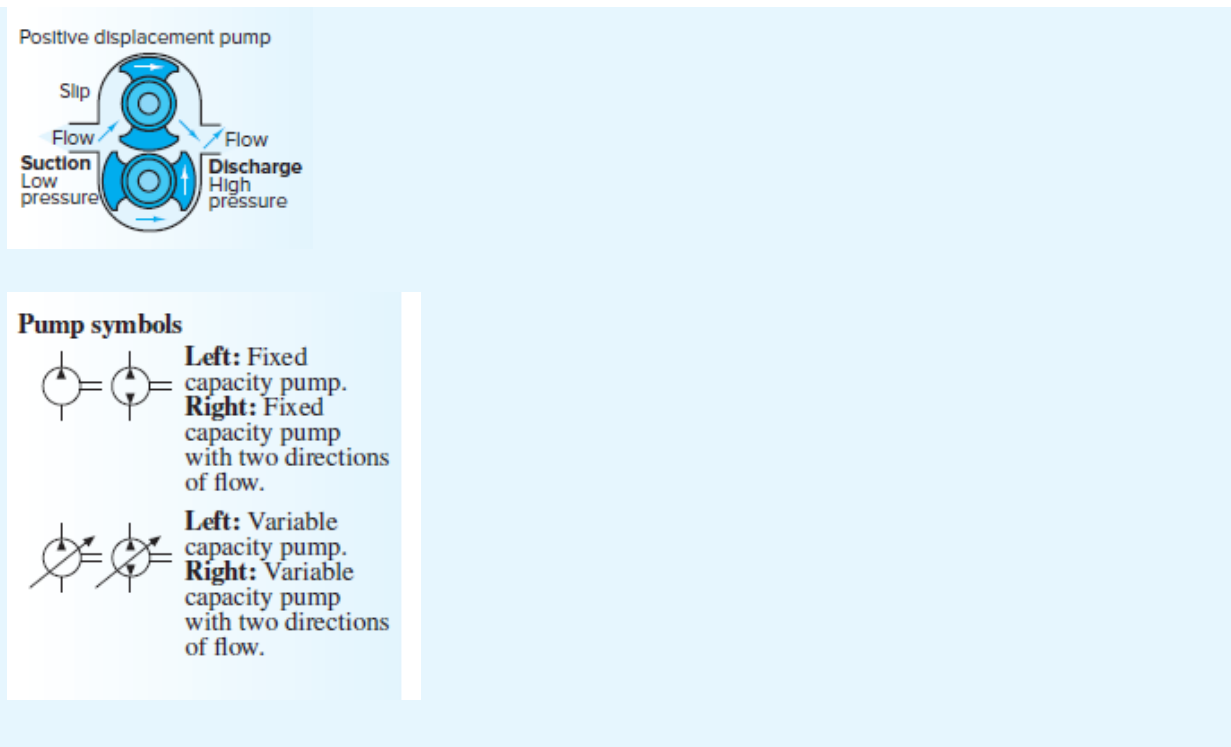 Positive displacement pump
Slip
Flow
Flow
Suction
Low
pressure
Discharge
High
pressure
Pump symbols
Left: Fixed
capacity pump.
Right: Fixed
capacity pump
with two directions
of flow.
Left: Variable
capacity pump.
Right: Variable
capacity pump
with two directions
of flow.